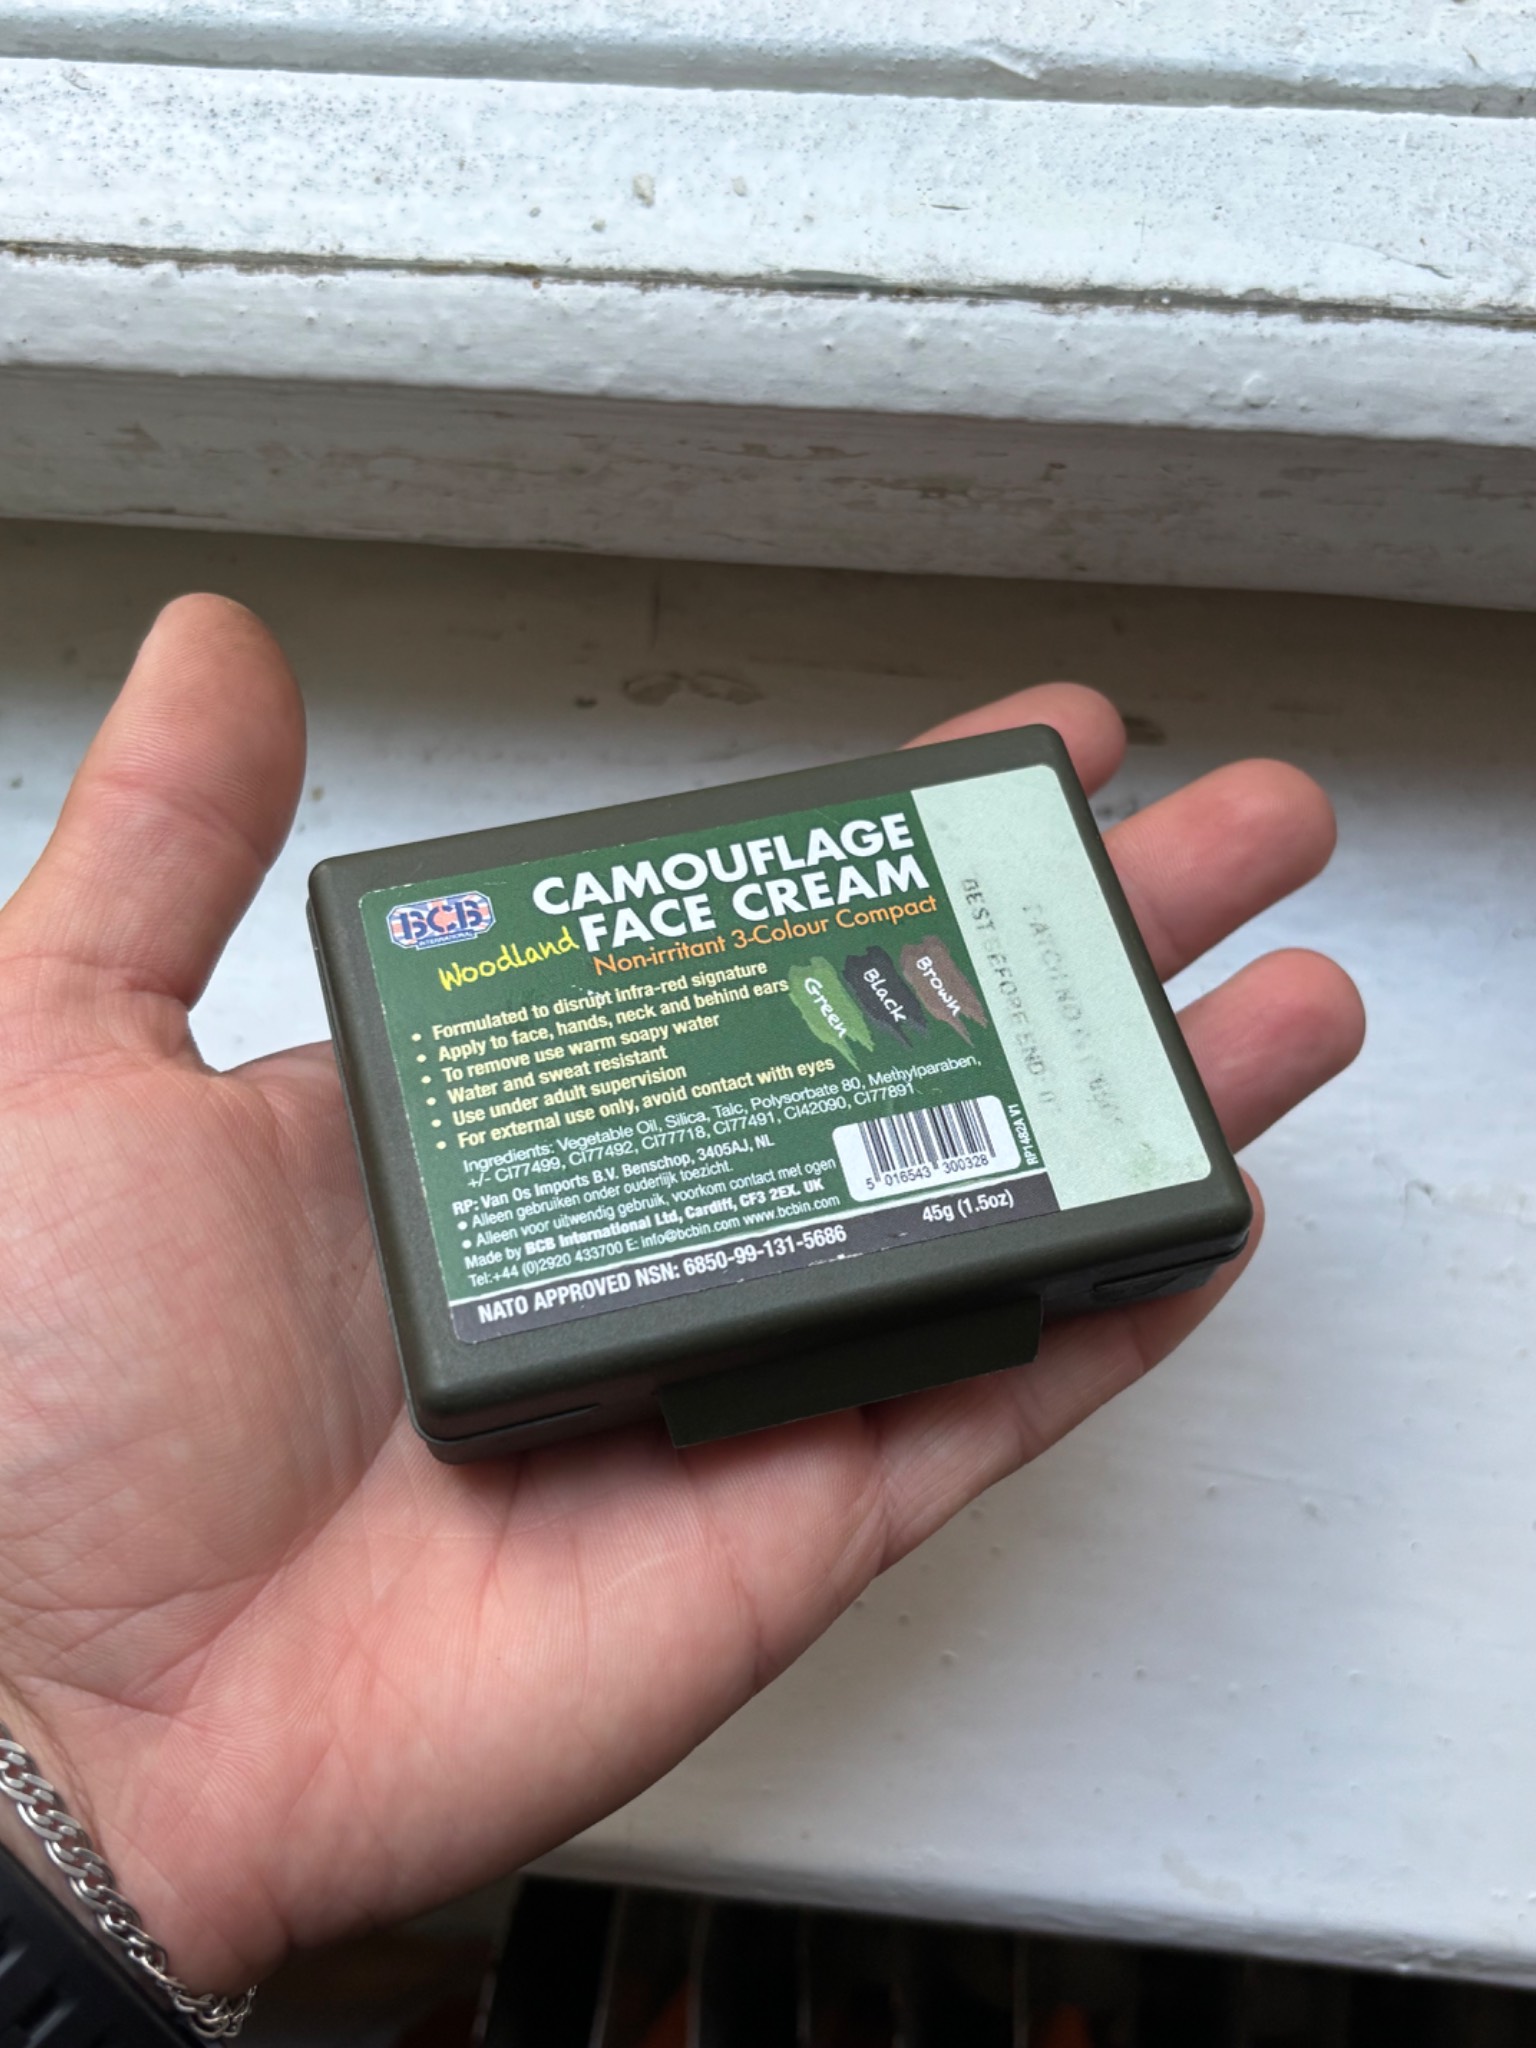 BCB
INTERNATIONAL
CAMOUFLAGE
Woodland FACE CREAM
Non-irritant 3-Colour Compact
• Formulated to disrupt infra-red signature
• Apply to face, hands, neck and behind ears
• To remove use warm soapy water
• Water and sweat resistant
• Use under adult supervision
• For external use only, avoid contact with eyes
Green
Black
Brown
Ingredients: Vegetable Oil, Silica, Talc, Polysorbate 80, Methylparaben,
+/- CI77499, CI77492, CI77718, CI77491, CI42090, CI77891
RP: Van Os Imports B.V. Benschop, 3405AJ, NL
• Alleen gebruiken onder ouderlijk toezicht.
• Alleen voor uitwendig gebruik, voorkom contact met ogen
Made by BCB International Ltd, Cardiff, CF3 2EX. UK
Tel:+44 (0)2920 433700 E: info@bcbin.com www.bcbin.com
5 016543 300328
RP1482A V1
NATO APPROVED NSN: 6850-99-131-5686
45g (1.5oz)
BEST BEFORE END